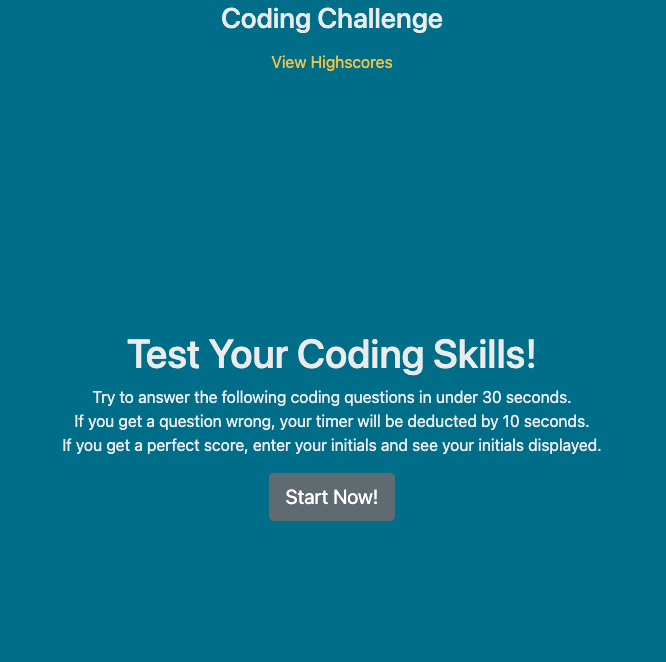 Coding Challenge
View Highscores
Test Your Coding Skills!
Try to answer the following coding questions in under 30 seconds.
If you get a question wrong, your timer will be deducted by 10 seconds.
If you get a perfect score, enter your initials and see your initials displayed.
Start Now!